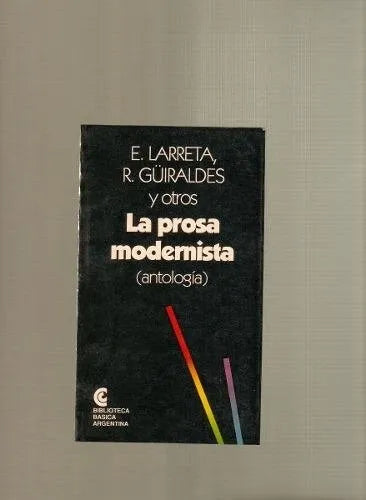 E. LARRETA,
R. GÜIRALDES
y otros
La prosa
modernista
(antología)
BIBLIOTECA
BASICA
ARGENTINA